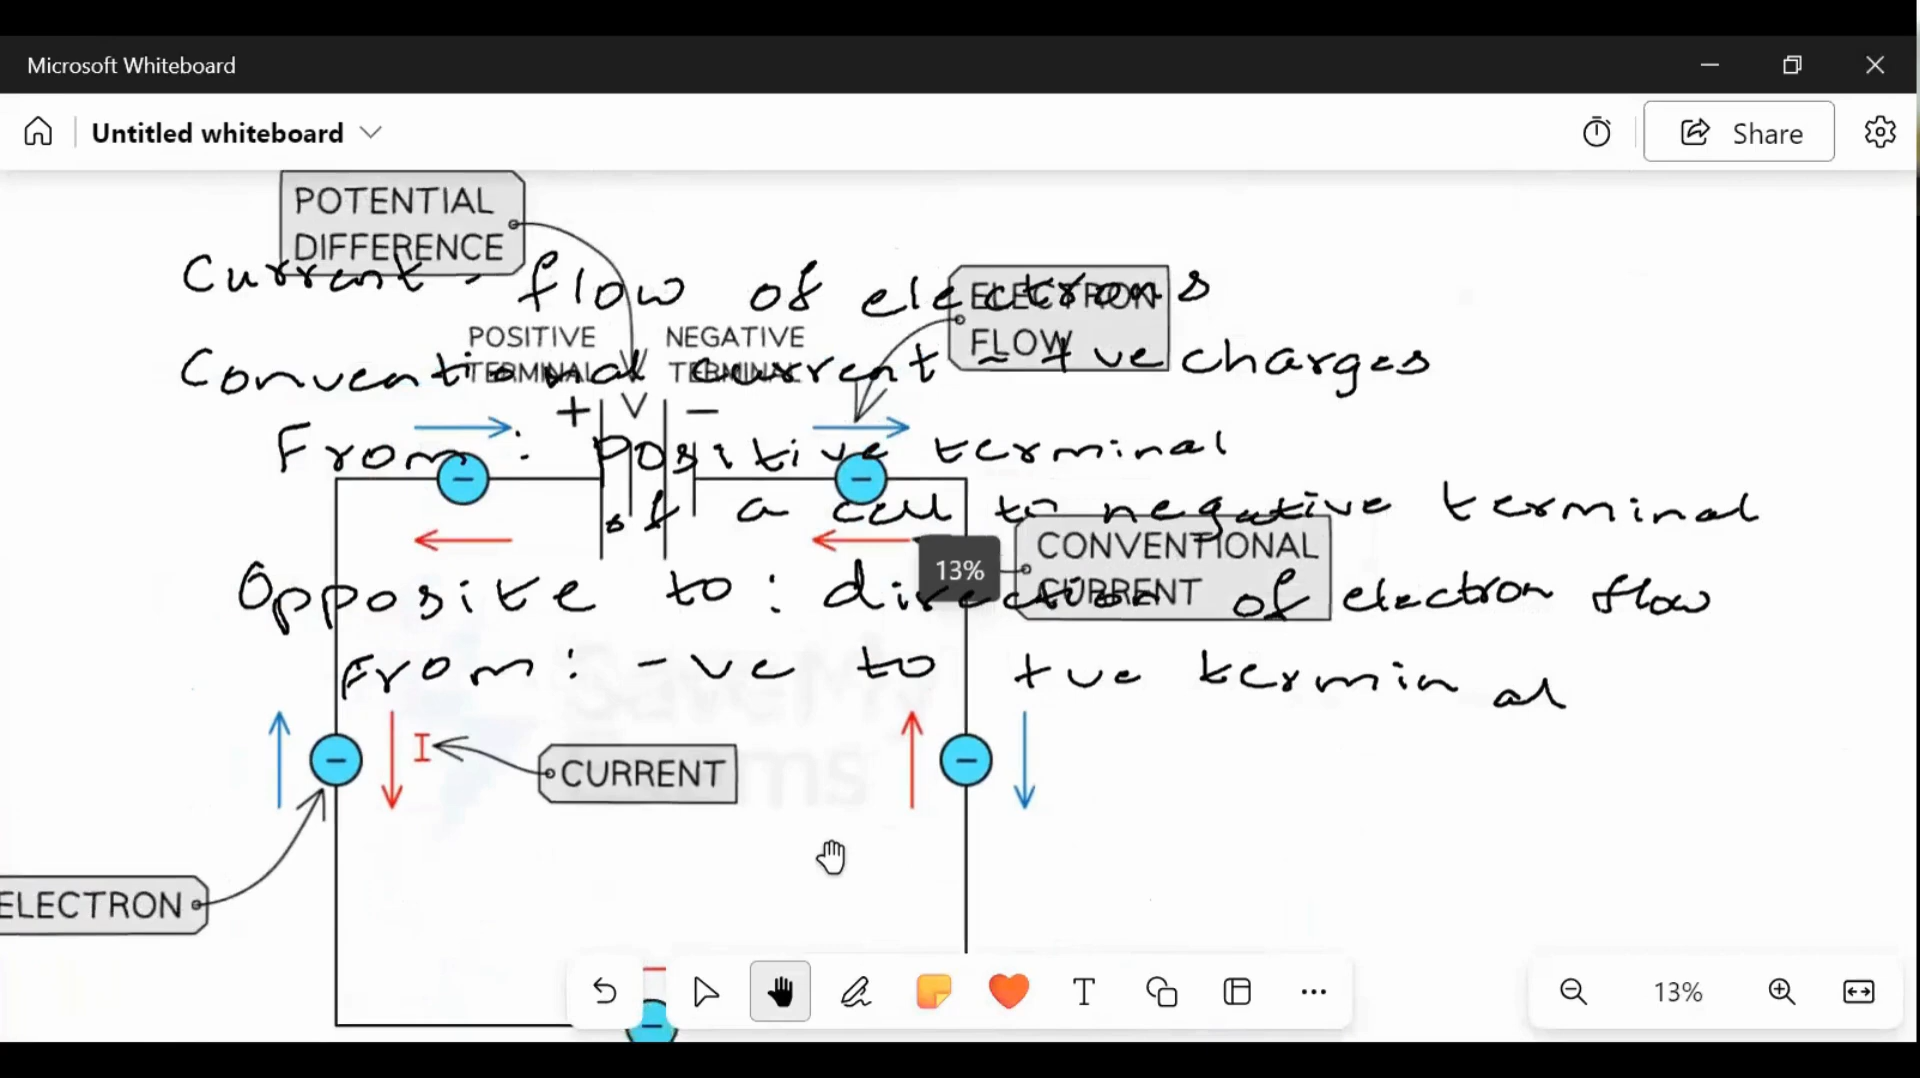 Microsoft Whiteboard
Untitled whiteboard
Share
POTENTIAL
DIFFERENCE
Current - flow of electrons
ELECTRON
FLOW
POSITIVE
TERMINAL
NEGATIVE
TERMINAL
Conventional current = +ve charges
+ V -
From: Positive terminal
of a cell to negative terminal
CONVENTIONAL
CURRENT
13%
Opposite to: direction of electron flow
From: -ve to +ve terminal
I
CURRENT
SaveMy
Exams
ELECTRON
T
13%